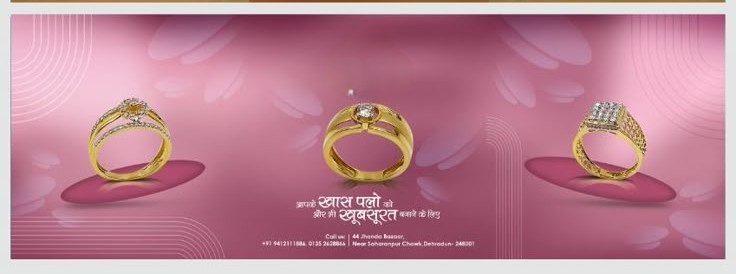 आपके ख़ास पलो को
और भी खूबसूरत बनाने के लिए
Call us: | 44 Jhanda Bazaar,
+91 9412111886, 0135 2628866 | Near Saharanpur Chowk, Dehradun- 248001